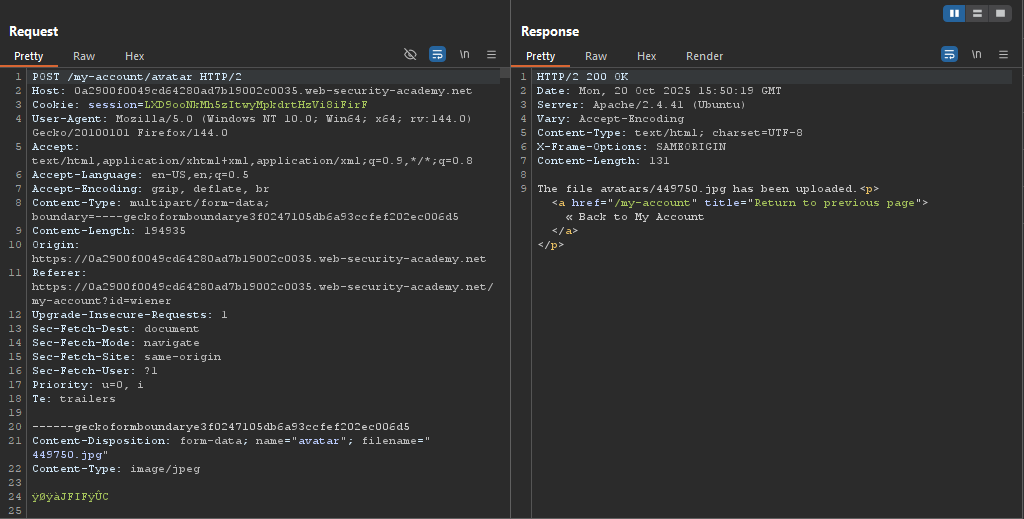 Request
Pretty Raw Hex \n
1 POST /my-account/avatar HTTP/2
2 Host: 0a2900f0049cd64280ad7b19002c0035.web-security-academy.net
3 Cookie: session=LXD9ooNkMh5zItwyMpkdrtHzVi8iFirF
4 User-Agent: Mozilla/5.0 (Windows NT 10.0; Win64; x64; rv:144.0)
Gecko/20100101 Firefox/144.0
5 Accept:
text/html,application/xhtml+xml,application/xml;q=0.9,*/*;q=0.8
6 Accept-Language: en-US,en;q=0.5
7 Accept-Encoding: gzip, deflate, br
8 Content-Type: multipart/form-data;
boundary=----geckoformboundarye3f0247105db6a93ccfef202ec006d5
9 Content-Length: 194935
10 Origin:
https://0a2900f0049cd64280ad7b19002c0035.web-security-academy.net
11 Referer:
https://0a2900f0049cd64280ad7b19002c0035.web-security-academy.net/
my-account?id=wiener
12 Upgrade-Insecure-Requests: 1
13 Sec-Fetch-Dest: document
14 Sec-Fetch-Mode: navigate
15 Sec-Fetch-Site: same-origin
16 Sec-Fetch-User: ?1
17 Priority: u=0, i
18 Te: trailers
19
20 ------geckoformboundarye3f0247105db6a93ccfef202ec006d5
21 Content-Disposition: form-data; name="avatar"; filename="
449750.jpg"
22 Content-Type: image/jpeg
23
24 ÿØÿàJFIFÿÛC
25
Response
Pretty Raw Hex Render \n
1 HTTP/2 200 OK
2 Date: Mon, 20 Oct 2025 15:50:19 GMT
3 Server: Apache/2.4.41 (Ubuntu)
4 Vary: Accept-Encoding
5 Content-Type: text/html; charset=UTF-8
6 X-Frame-Options: SAMEORIGIN
7 Content-Length: 131
8
9 The file avatars/449750.jpg has been uploaded.<p>
<a href="/my-account" title="Return to previous page">
« Back to My Account
</a>
</p>